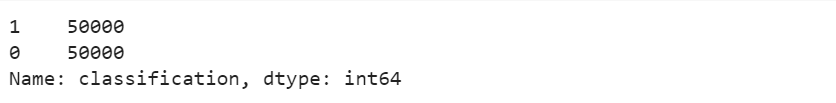 1    50000
0    50000
Name: classification, dtype: int64